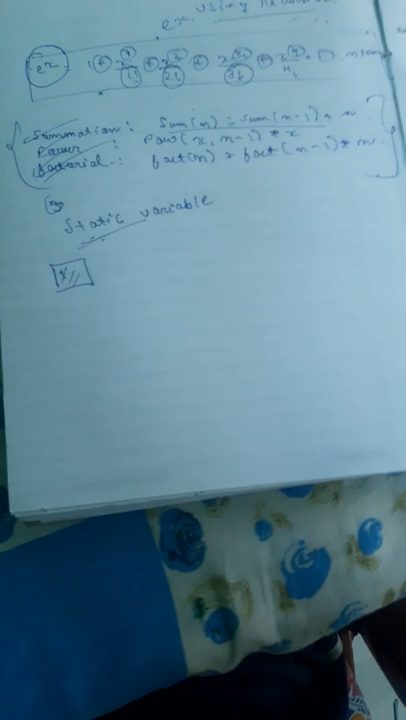 e^x using
e^x 1 + x^1/1! + x^2/2! + x^3/3! + x^4/4! + n terms
Summation : Sum(n) = Sum(n-1) + n
Power : pow(x, n-1) * x
factorial : fact(n) = fact(n-1) * n
Static variable